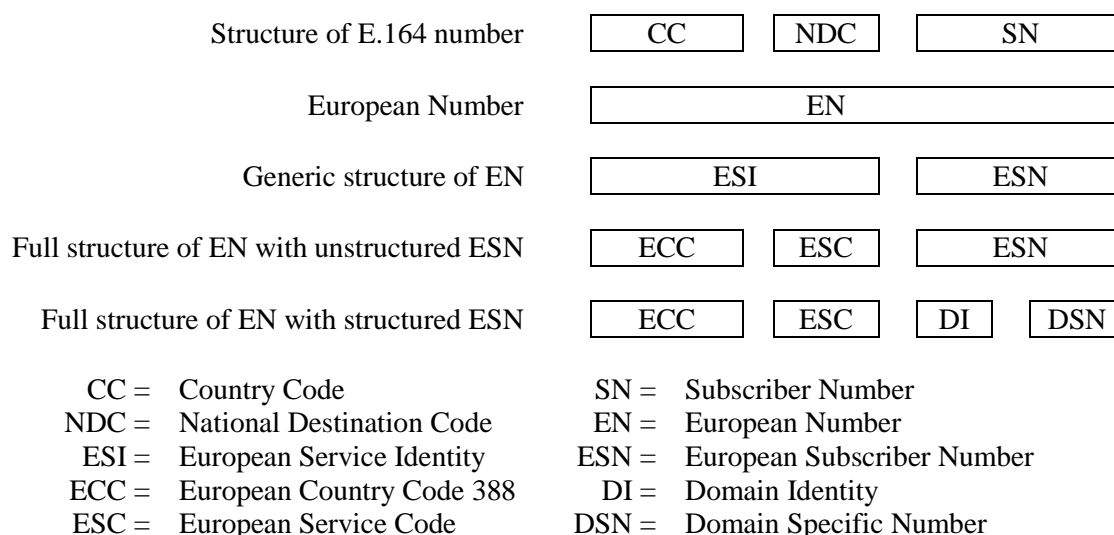 Structure of E.164 number CC NDC SN
European Number EN
Generic structure of EN ESI ESN
Full structure of EN with unstructured ESN ECC ESC ESN
Full structure of EN with structured ESN ECC ESC DI DSN
CC = Country Code SN = Subscriber Number
NDC = National Destination Code EN = European Number
ESI = European Service Identity ESN = European Subscriber Number
ECC = European Country Code 388 DI = Domain Identity
ESC = European Service Code DSN = Domain Specific Number